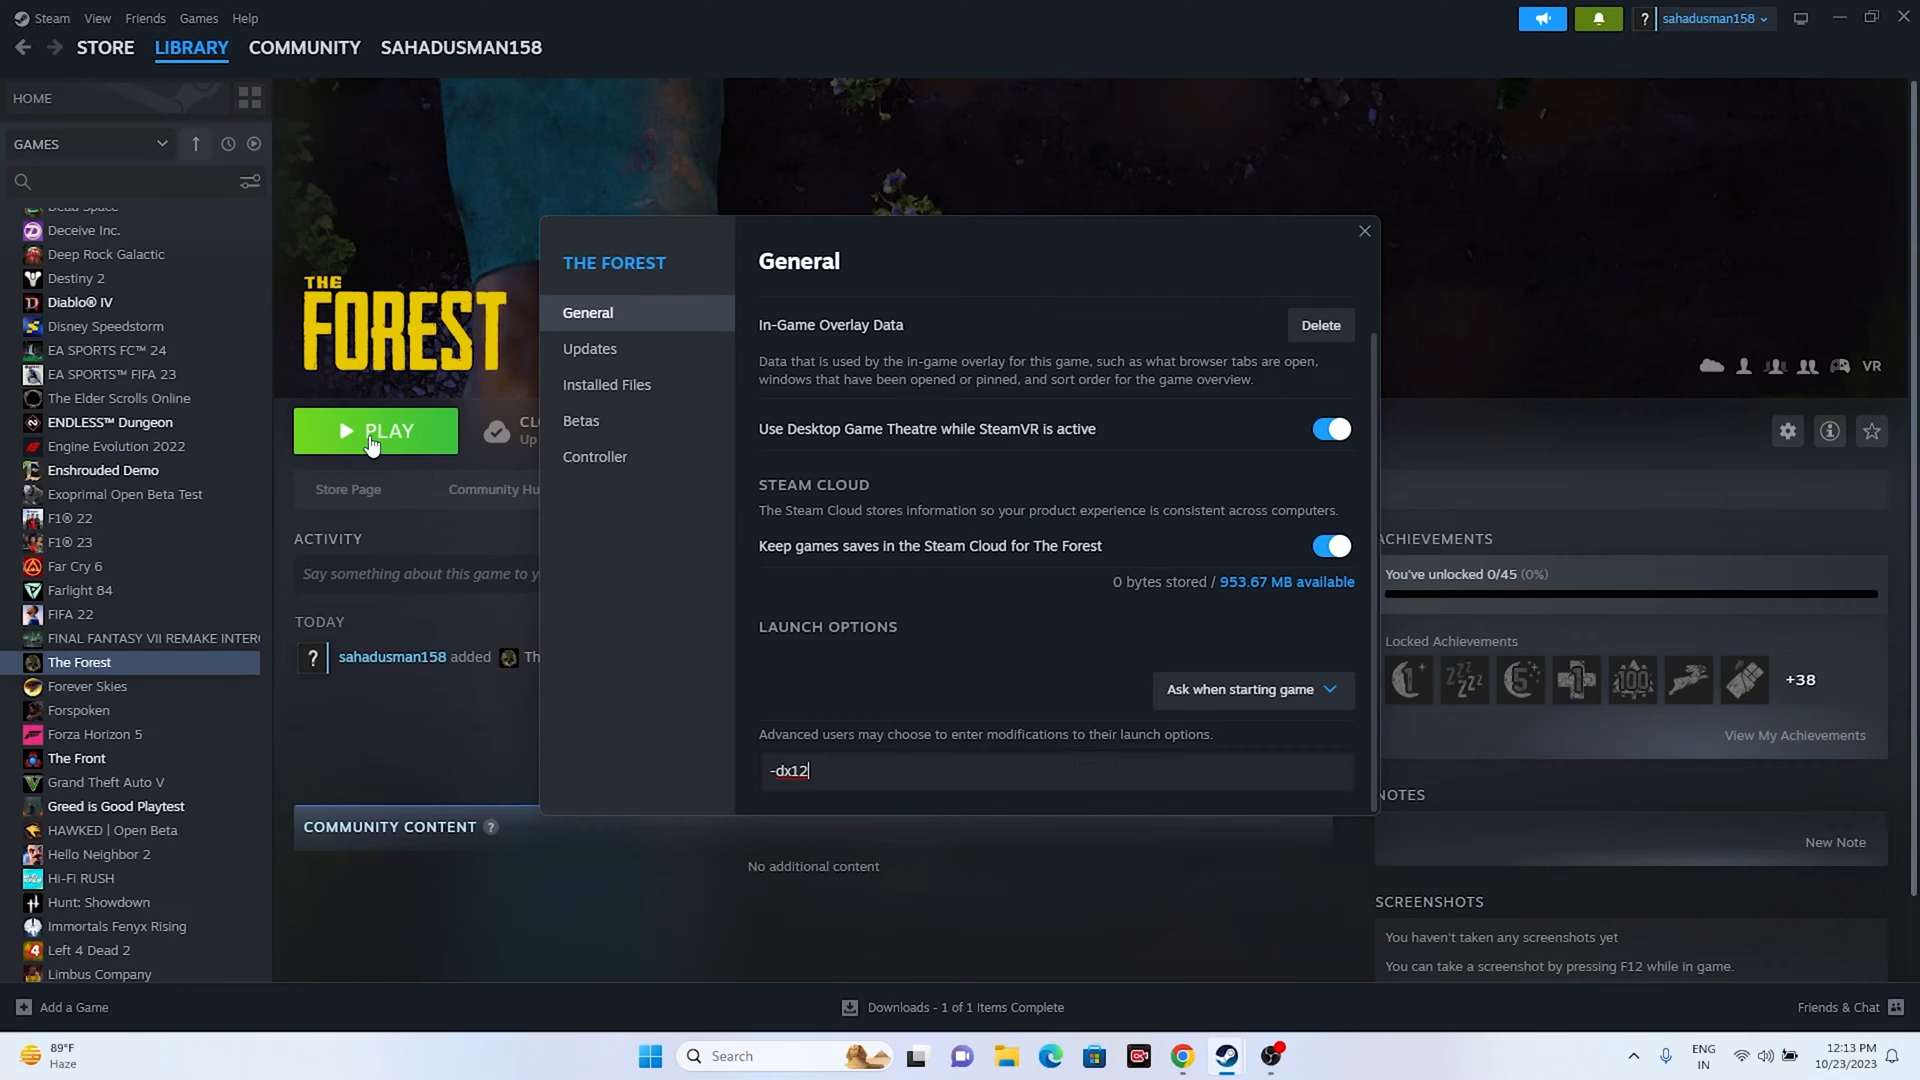 Steam View Friends Games Help
sahadusman158
STORE LIBRARY COMMUNITY SAHADUSMAN158
HOME
GAMES
Dead Space
Deceive Inc.
Deep Rock Galactic
Destiny 2
Diablo® IV
Disney Speedstorm
EA SPORTS FC™ 24
EA SPORTS™ FIFA 23
The Elder Scrolls Online
ENDLESS™ Dungeon
Engine Evolution 2022
Enshrouded Demo
Exoprimal Open Beta Test
F1® 22
F1® 23
Far Cry 6
Farlight 84
FIFA 22
FINAL FANTASY VII REMAKE INTER
The Forest
Forever Skies
Forspoken
Forza Horizon 5
The Front
Grand Theft Auto V
Greed is Good Playtest
HAWKED | Open Beta
Hello Neighbor 2
Hi-Fi RUSH
Hunt: Showdown
Immortals Fenyx Rising
Left 4 Dead 2
Limbus Company
THE
FOREST
VR
PLAY
CL
Up
Store Page Community Hu
ACTIVITY
Say something about this game to y
TODAY
? sahadusman158 added Th
COMMUNITY CONTENT ?
No additional content
THE FOREST
General
Updates
Installed Files
Betas
Controller
General
In-Game Overlay Data Delete
Data that is used by the in-game overlay for this game, such as what browser tabs are open,
windows that have been opened or pinned, and sort order for the game overview.
Use Desktop Game Theatre while SteamVR is active
STEAM CLOUD
The Steam Cloud stores information so your product experience is consistent across computers.
Keep games saves in the Steam Cloud for The Forest
0 bytes stored / 953.67 MB available
LAUNCH OPTIONS
Ask when starting game
Advanced users may choose to enter modifications to their launch options.
-dx12
ACHIEVEMENTS
You've unlocked 0/45 (0%)
Locked Achievements
+38
View My Achievements
NOTES
New Note
SCREENSHOTS
You haven't taken any screenshots yet
You can take a screenshot by pressing F12 while in game.
Add a Game
Downloads - 1 of 1 Items Complete
Friends & Chat
89°F
Haze
Search
ENG
IN
12:13 PM
10/23/2023